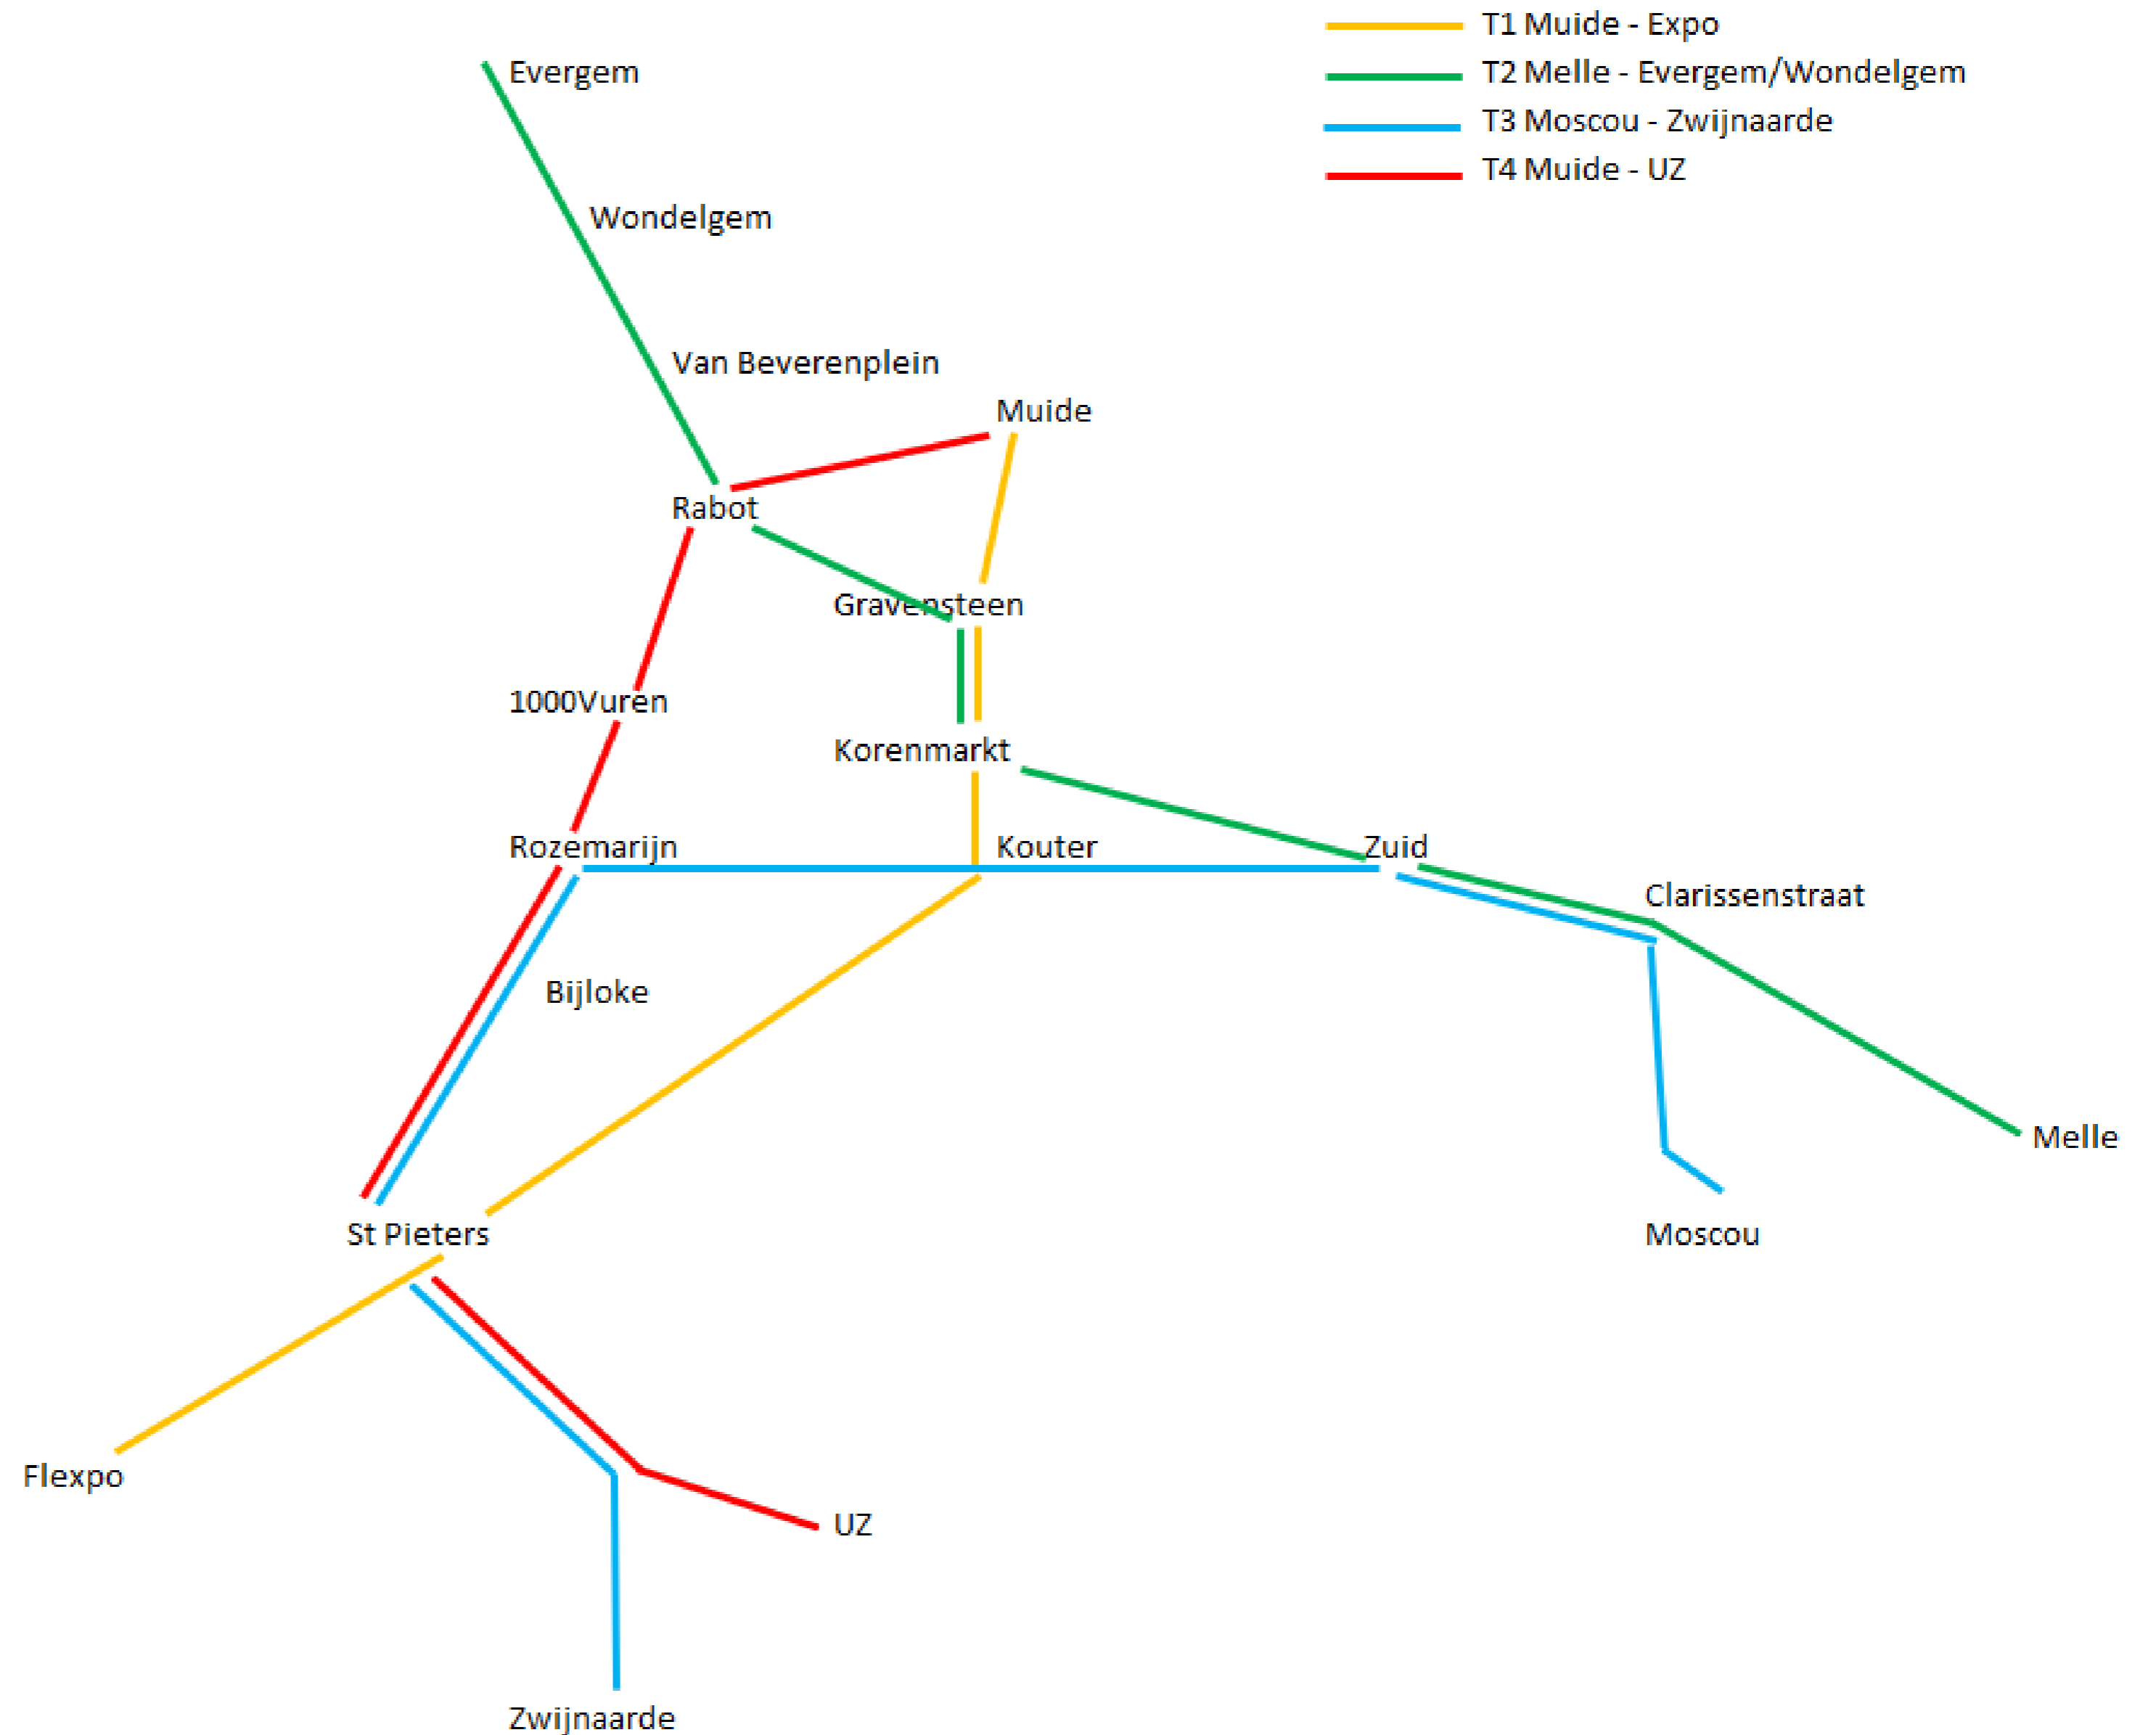 T1 Muide - Expo
Evergem
T2 Melle - Evergem/Wondelgem
T3 Moscou - Zwijnaarde
T4 Muide - UZ
Wondelgem
Van Beverenplein
Muide
Rabot
Gravensteen
1000Vuren
Korenmarkt
Rozemarijn
Kouter
Zuid
Clarissenstraat
Bijloke
Melle
St Pieters
Moscou
Flexpo
UZ
Zwijnaarde